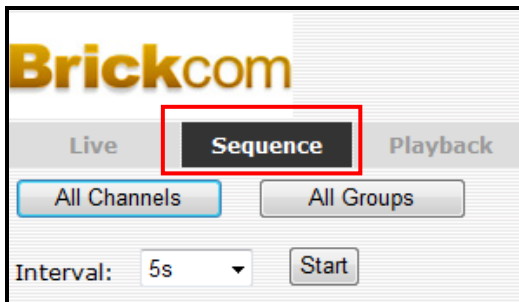 Brickcom
Live Sequence Playback
All Channels All Groups
Interval: 5s Start